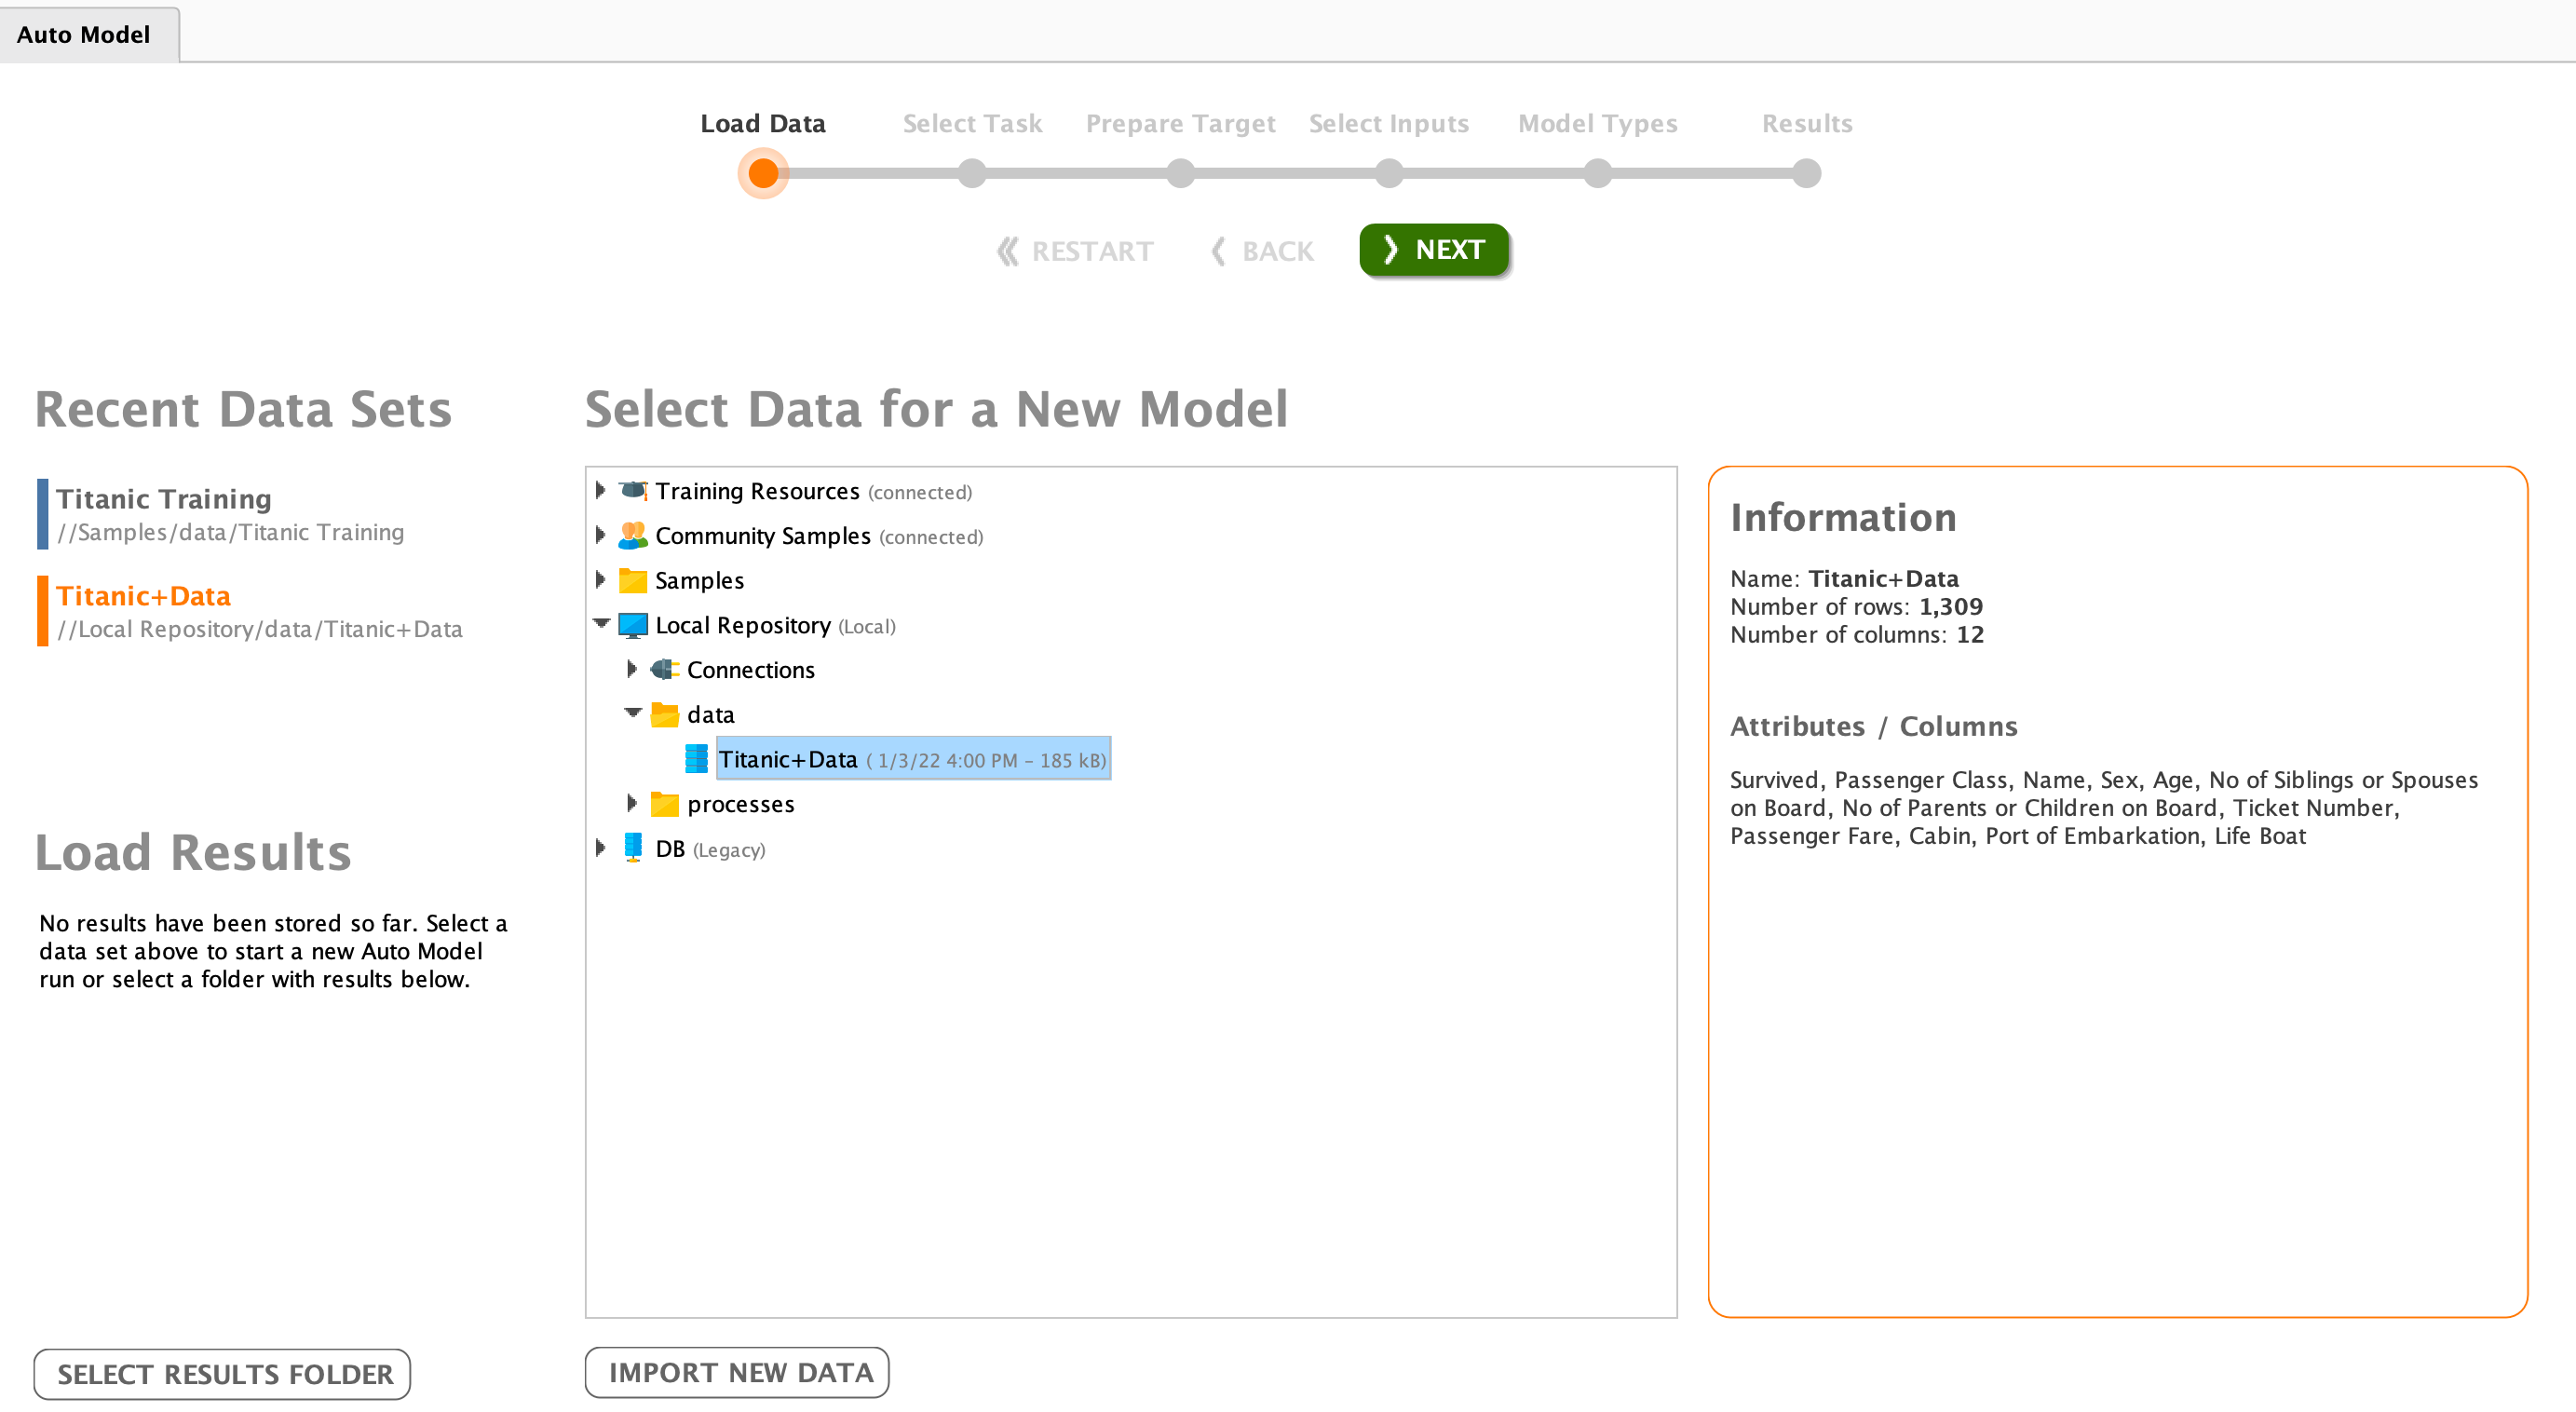 Auto Model
Load Data
Select Task
Prepare Target
Select Inputs
Model Types
Results
RESTART
BACK
NEXT
Recent Data Sets
Titanic Training
//Samples/data/Titanic Training
Titanic+Data
//Local Repository/data/Titanic+Data
Load Results
No results have been stored so far. Select a
data set above to start a new Auto Model
run or select a folder with results below.
SELECT RESULTS FOLDER
Select Data for a New Model
Training Resources (connected)
Community Samples (connected)
Samples
Local Repository (Local)
Connections
data
Titanic+Data ( 1/3/22 4:00 PM – 185 kB)
processes
DB (Legacy)
IMPORT NEW DATA
Information
Name: Titanic+Data
Number of rows: 1,309
Number of columns: 12
Attributes / Columns
Survived, Passenger Class, Name, Sex, Age, No of Siblings or Spouses
on Board, No of Parents or Children on Board, Ticket Number,
Passenger Fare, Cabin, Port of Embarkation, Life Boat